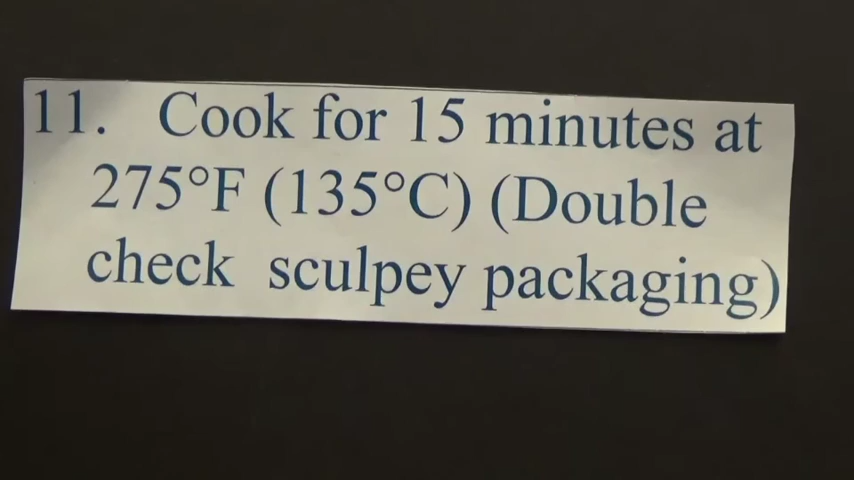 11. Cook for 15 minutes at
275°F (135°C) (Double
check sculpey packaging)